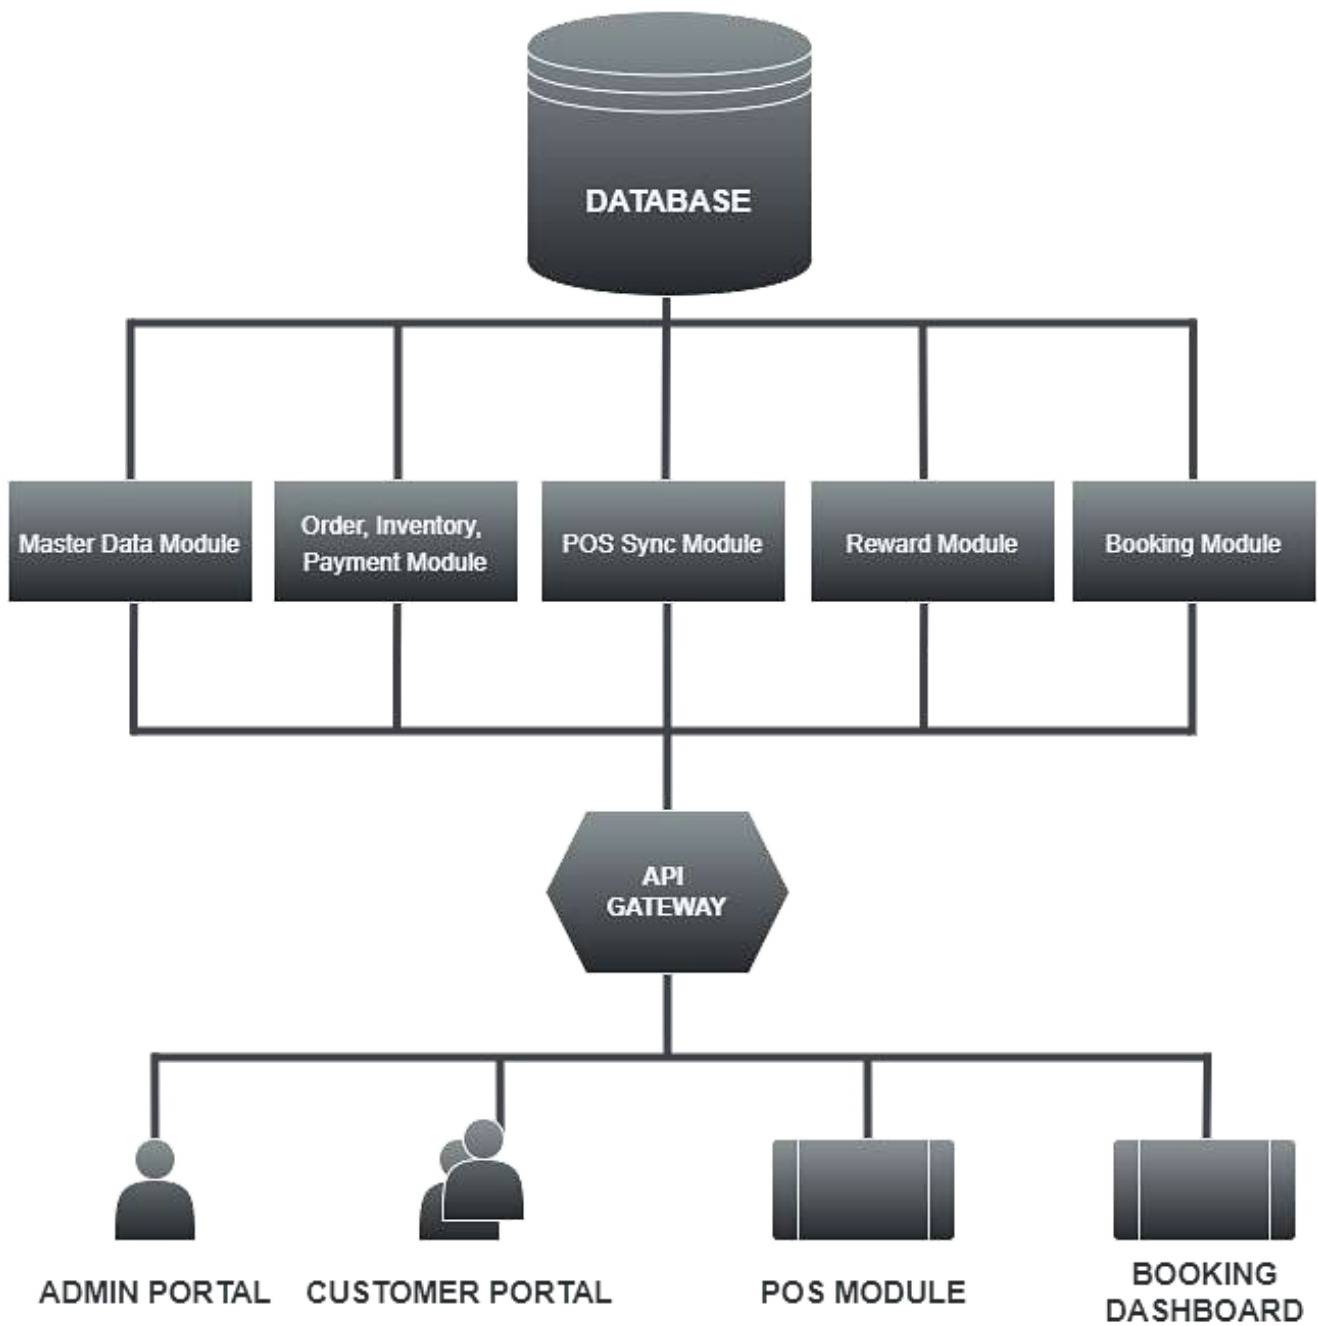 DATABASE
Master Data Module
Order, Inventory,
Payment Module
POS Sync Module
Reward Module
Booking Module
API
GATEWAY
ADMIN PORTAL
CUSTOMER PORTAL
POS MODULE
BOOKING
DASHBOARD